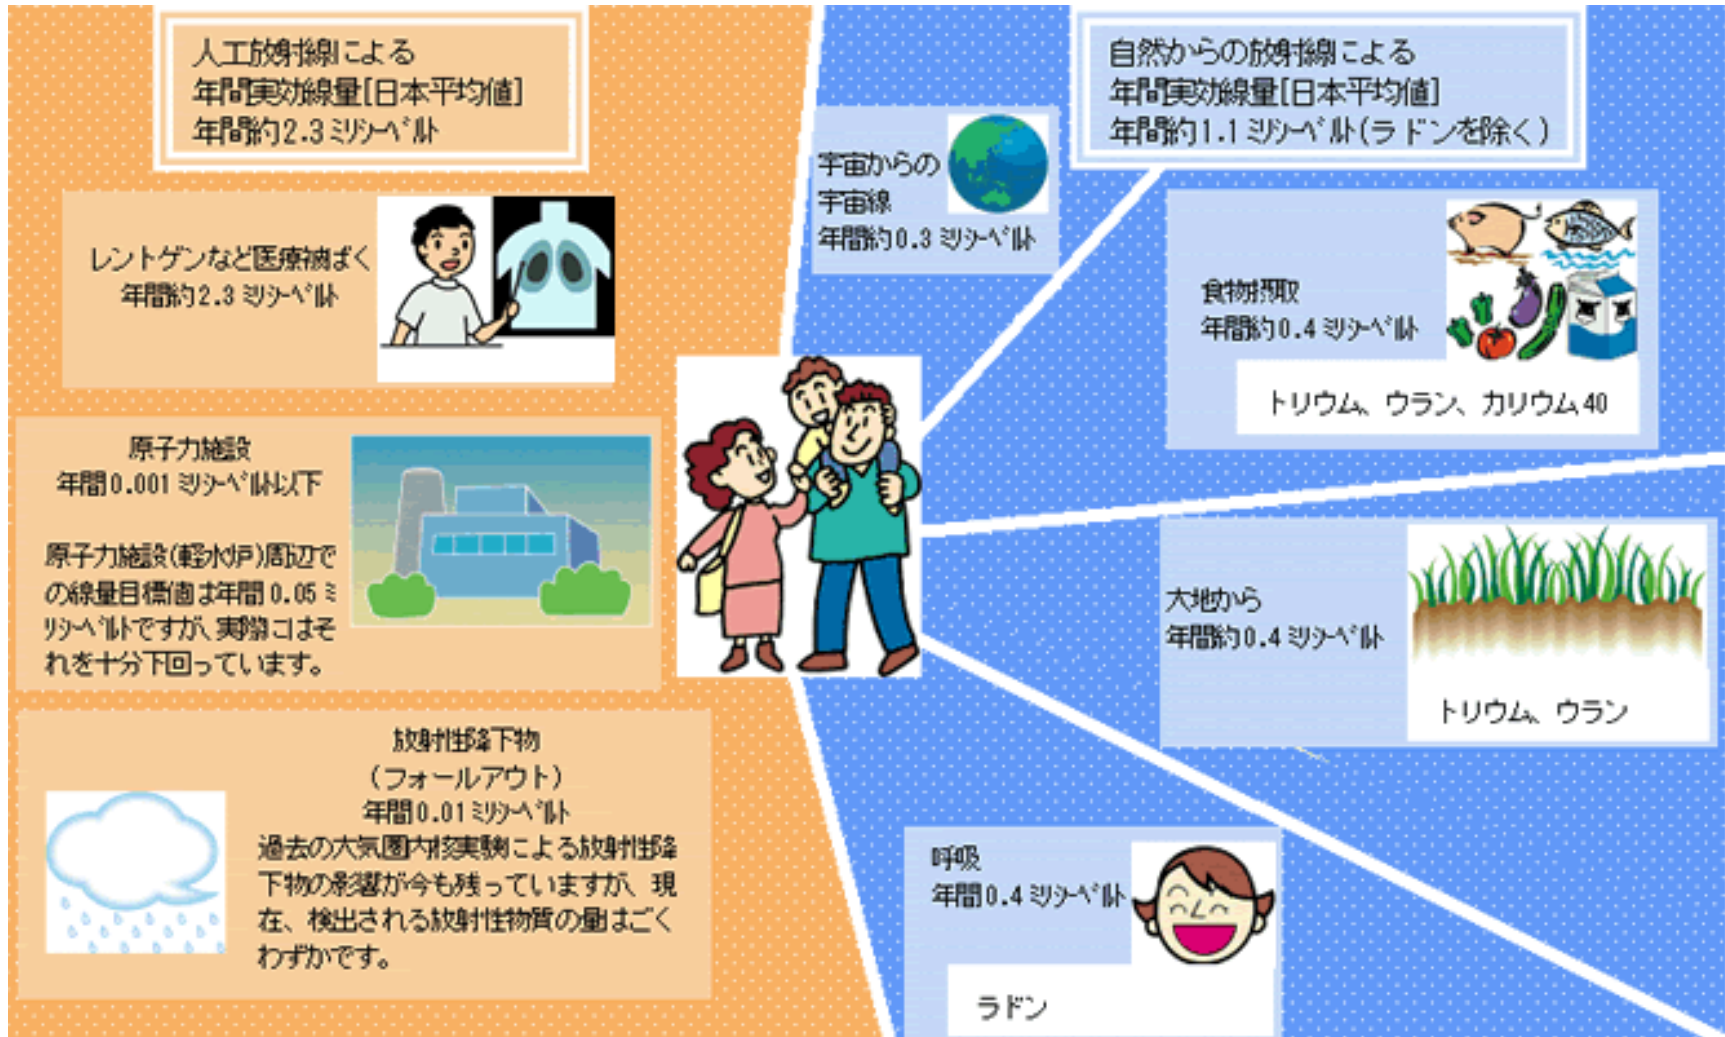 人工放射線による
年間実効線量[日本平均値]
年間約2.3ミリシーベルト
レントゲンなど医療被ばく
年間約2.3ミリシーベルト
原子力施設
年間0.001ミリシーベルト以下
原子力施設(軽水炉)周辺で
の線量目標値は年間0.05ミ
リシーベルトですが、実際にはそ
れを十分下回っています。
放射性降下物
(フォールアウト)
年間0.01ミリシーベルト
過去の大気圏内核実験による放射性降
下物の影響が今も残っていますが、現
在、検出される放射性物質の量はごく
わずかです。
自然からの放射線による
年間実効線量[日本平均値]
年間約1.1ミリシーベルト(ラドンを除く)
宇宙からの
宇宙線
年間約0.3ミリシーベルト
食物摂取
年間約0.4ミリシーベルト
トリウム、ウラン、カリウム40
大地から
年間約0.4ミリシーベルト
トリウム、ウラン
呼吸
年間0.4ミリシーベルト
ラドン